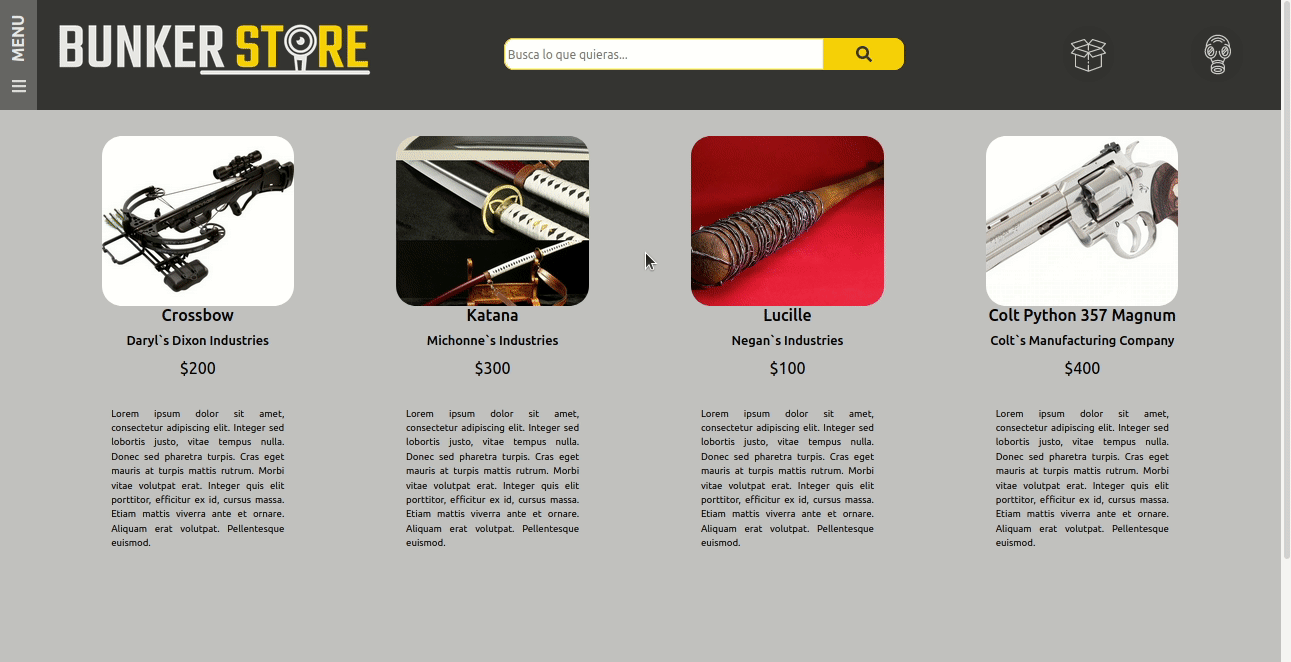 MENU
BUNKER STORE
Busca lo que quieras...
Crossbow
Daryl`s Dixon Industries
$200
Lorem ipsum dolor sit amet,
consectetur adipiscing elit. Integer sed
lobortis justo, vitae tempus nulla.
Donec sed pharetra turpis. Cras eget
mauris at turpis mattis rutrum. Morbi
vitae volutpat erat. Integer quis elit
porttitor, efficitur ex id, cursus massa.
Etiam mattis viverra ante et ornare.
Aliquam erat volutpat. Pellentesque
euismod.
Katana
Michonne`s Industries
$300
Lorem ipsum dolor sit amet,
consectetur adipiscing elit. Integer sed
lobortis justo, vitae tempus nulla.
Donec sed pharetra turpis. Cras eget
mauris at turpis mattis rutrum. Morbi
vitae volutpat erat. Integer quis elit
porttitor, efficitur ex id, cursus massa.
Etiam mattis viverra ante et ornare.
Aliquam erat volutpat. Pellentesque
euismod.
Lucille
Negan`s Industries
$100
Lorem ipsum dolor sit amet,
consectetur adipiscing elit. Integer sed
lobortis justo, vitae tempus nulla.
Donec sed pharetra turpis. Cras eget
mauris at turpis mattis rutrum. Morbi
vitae volutpat erat. Integer quis elit
porttitor, efficitur ex id, cursus massa.
Etiam mattis viverra ante et ornare.
Aliquam erat volutpat. Pellentesque
euismod.
Colt Python 357 Magnum
Colt`s Manufacturing Company
$400
Lorem ipsum dolor sit amet,
consectetur adipiscing elit. Integer sed
lobortis justo, vitae tempus nulla.
Donec sed pharetra turpis. Cras eget
mauris at turpis mattis rutrum. Morbi
vitae volutpat erat. Integer quis elit
porttitor, efficitur ex id, cursus massa.
Etiam mattis viverra ante et ornare.
Aliquam erat volutpat. Pellentesque
euismod.